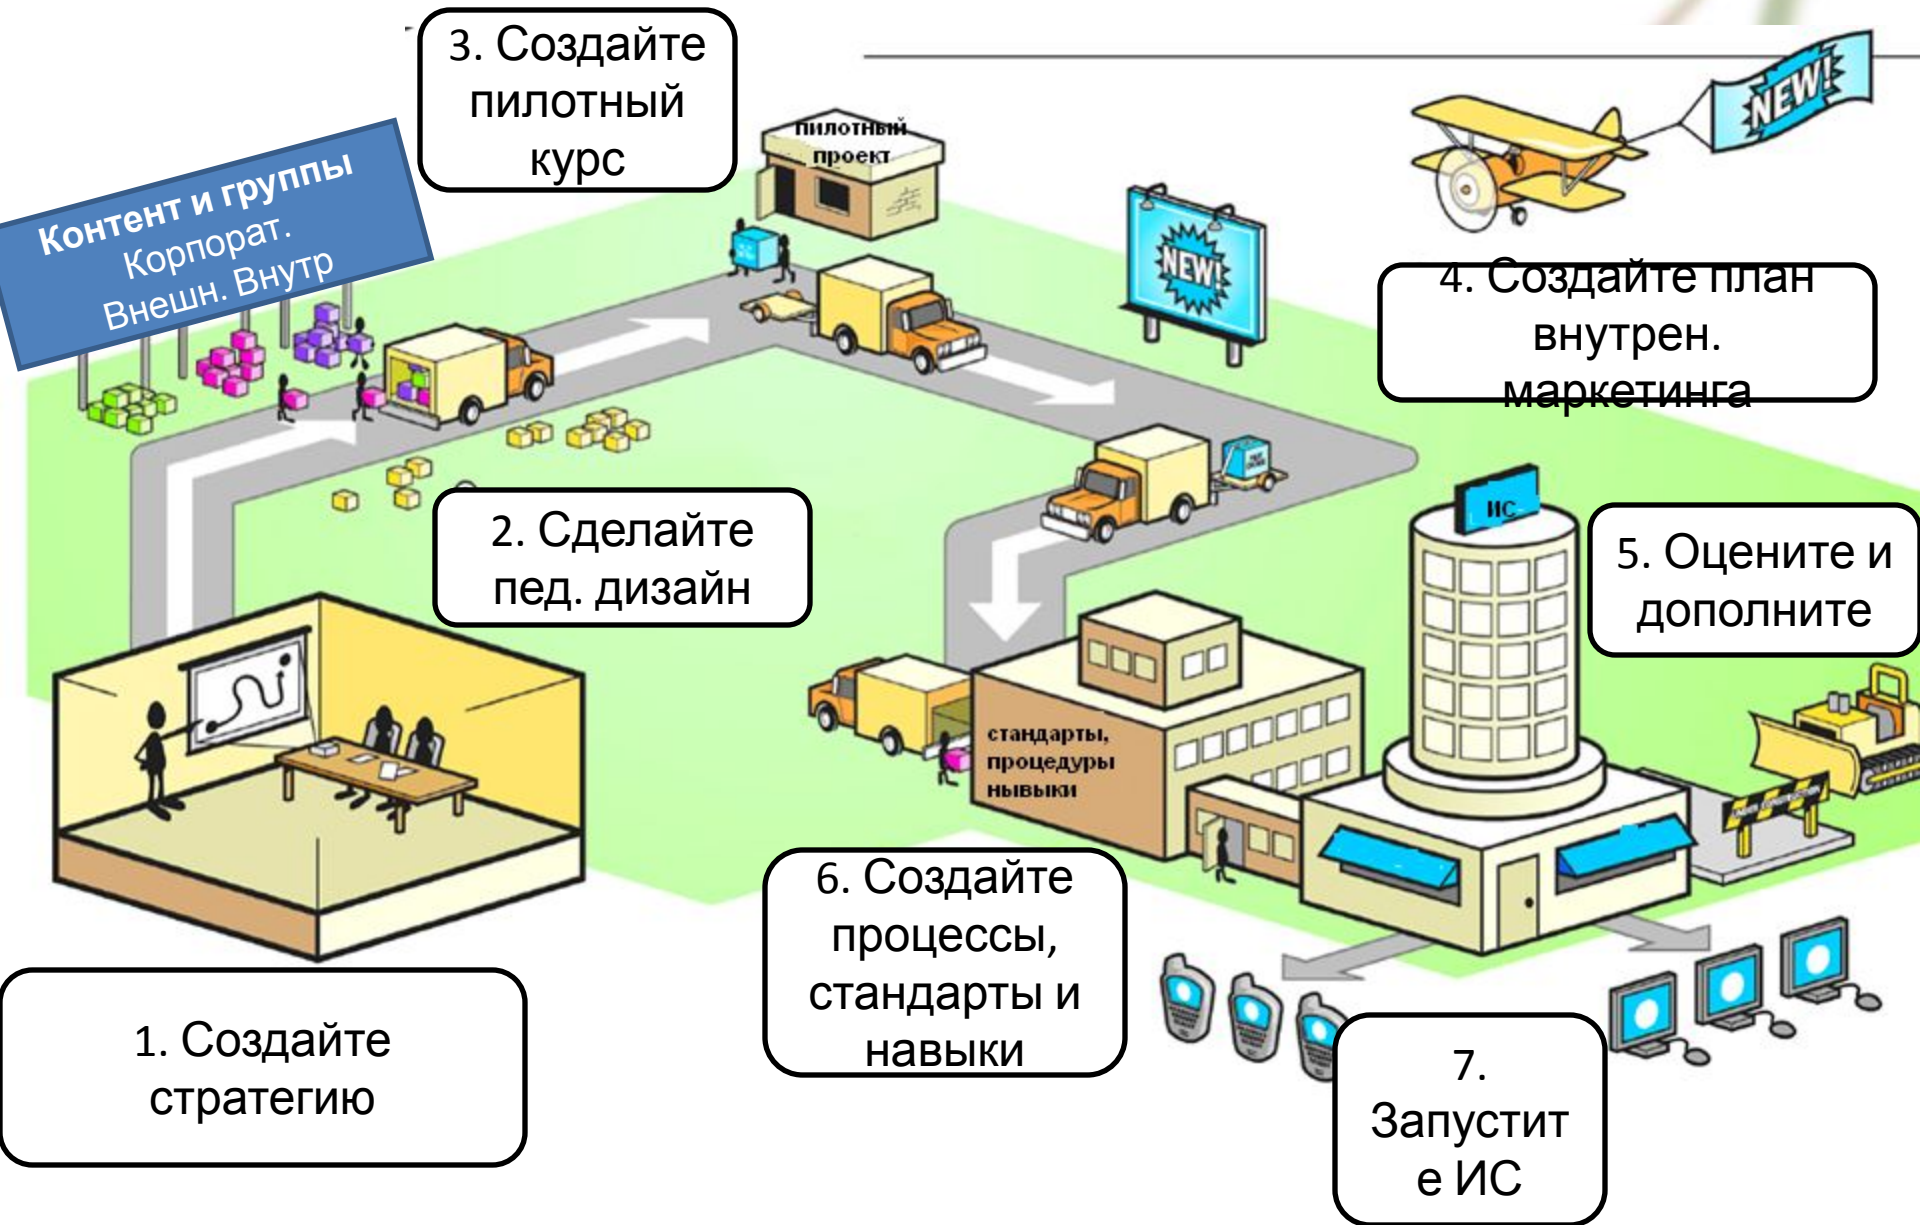 3. Создайте
пилотный
курс
Контент и группы
Корпорат.
Внешн. Внутр
пилотный
проект
NEW!
NEW!
4. Создайте план
внутрен.
маркетинга
2. Сделайте
пед. дизайн
ИС
5. Оцените и
дополните
стандарты,
процедуры
нывыки
6. Создайте
процессы,
стандарты и
навыки
1. Создайте
стратегию
7.
Запустит
е ИС